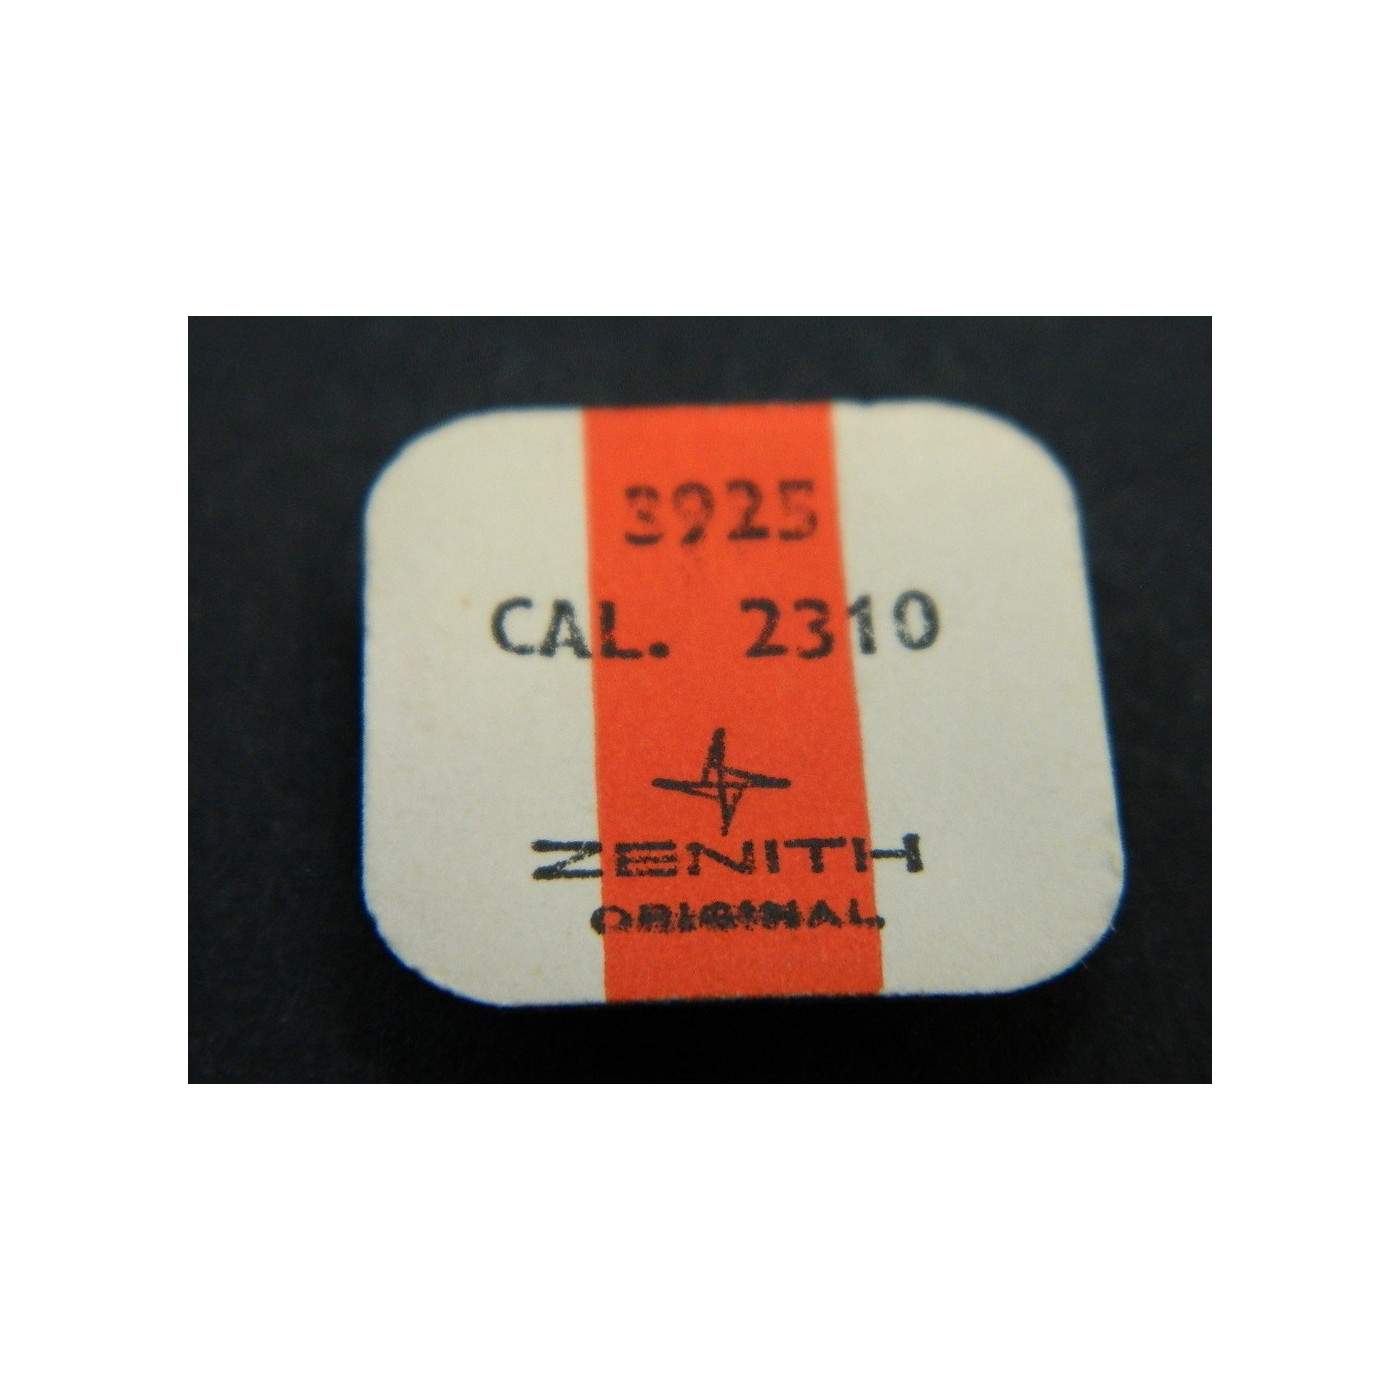 3925
CAL. 2310
ZENITH
ORIGINAL